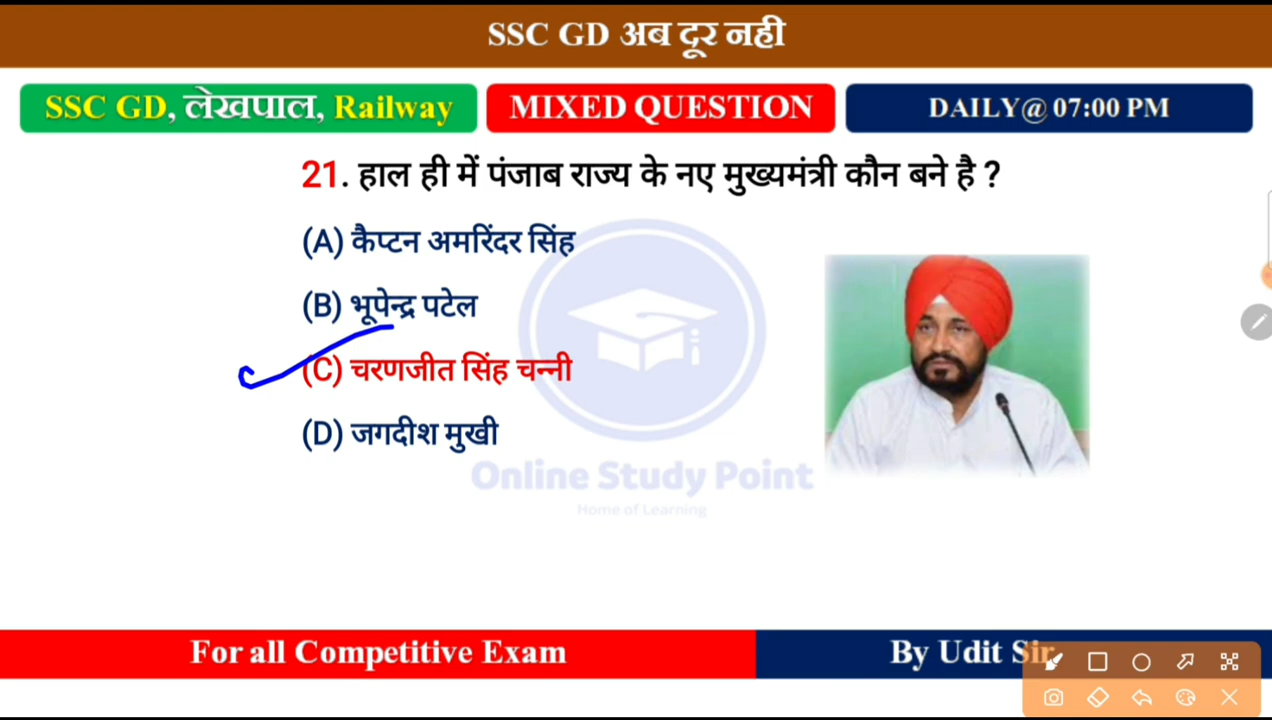 SSC GD अब दूर नही
SSC GD, लेखपाल, Railway
MIXED QUESTION
DAILY@ 07:00 PM
21. हाल ही में पंजाब राज्य के नए मुख्यमंत्री कौन बने है ?
(A) कैप्टन अमरिंदर सिंह
(B) भूपेन्द्र पटेल
(C) चरणजीत सिंह चन्नी
(D) जगदीश मुखी
Online Study Point
Home of Learning
For all Competitive Exam
By Udit Sir